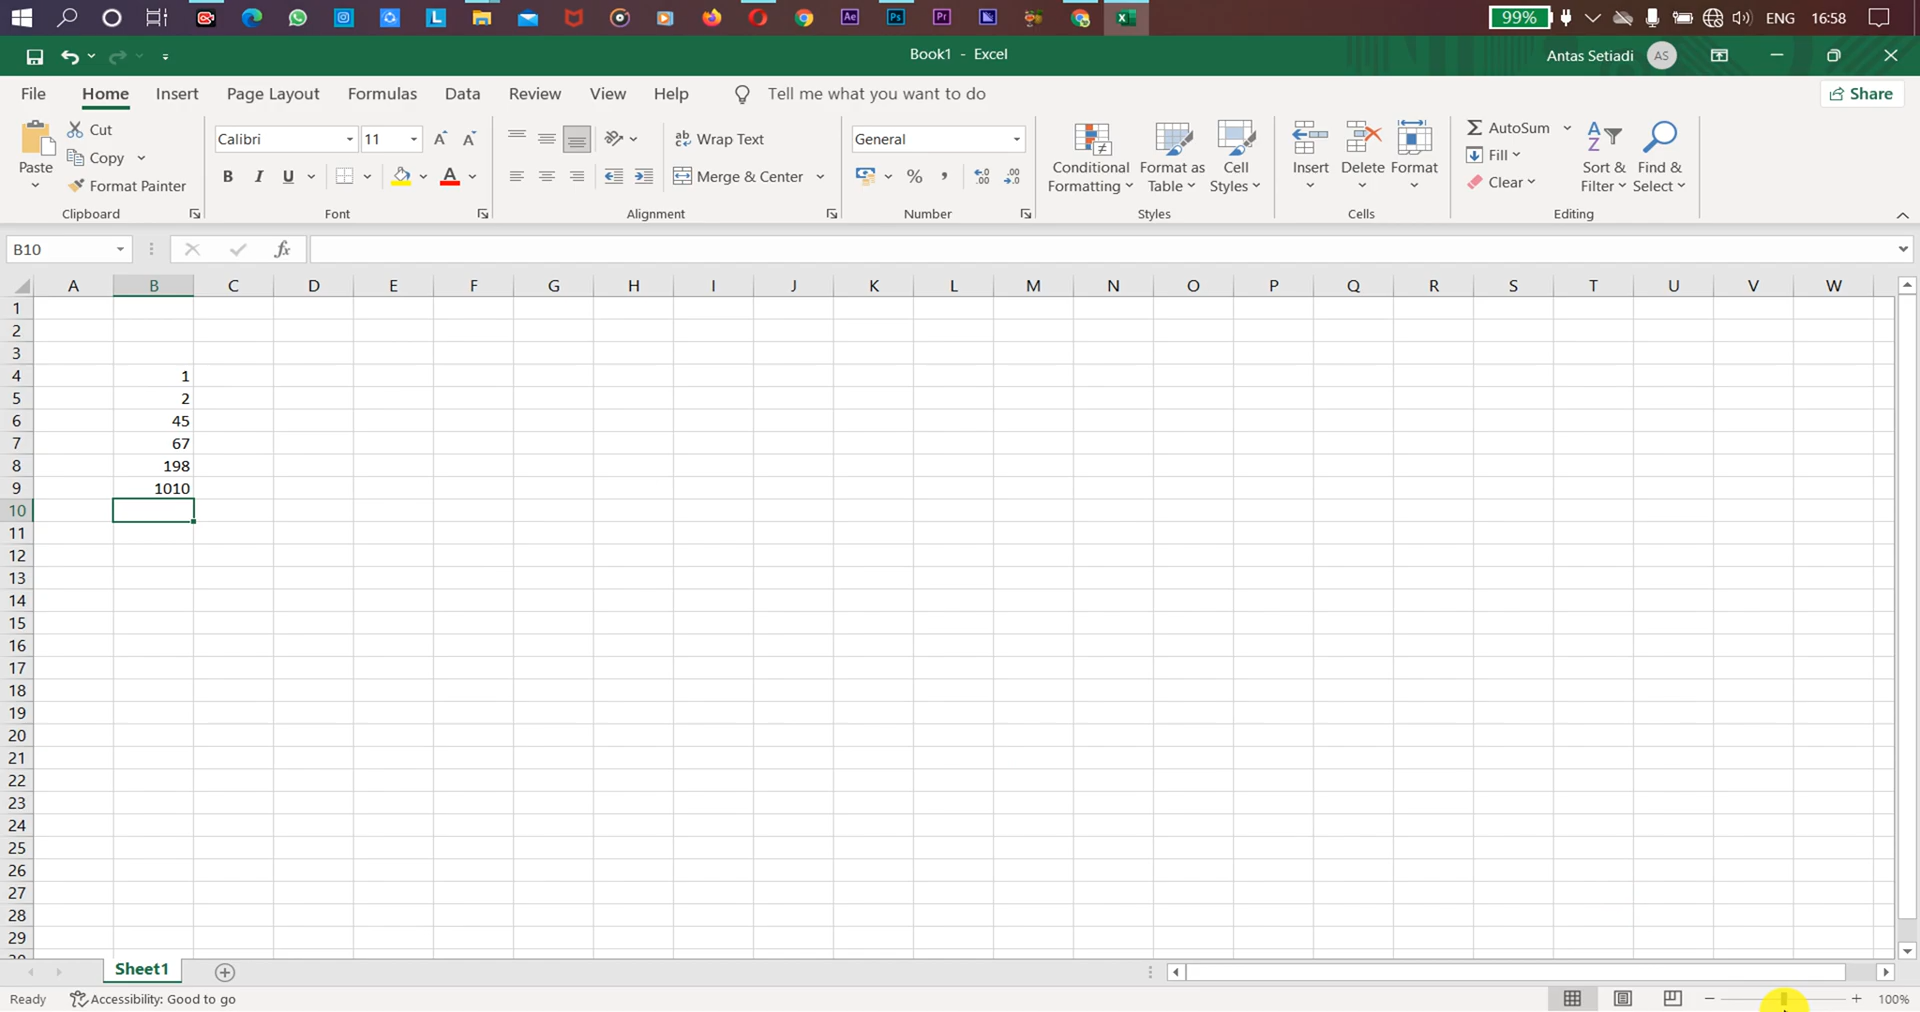 Ae
Ps
Pr
99%
ENG
16:58
Book1 - Excel
Antas Setiadi
AS
File
Home
Insert
Page Layout
Formulas
Data
Review
View
Help
Tell me what you want to do
Share
Paste
Cut
Copy
Format Painter
Clipboard
Calibri
11
B I U
Font
Wrap Text
Merge & Center
Alignment
General
%
Number
Conditional
Formatting
Format as
Table
Cell
Styles
Styles
Insert
Delete
Format
Cells
AutoSum
Fill
Clear
Sort &
Filter
Find &
Select
Editing
B10
fx
A B C D E F G H I J K L M N O P Q R S T U V W
1
2
3
4 1
5 2
6 45
7 67
8 198
9 1010
10
11
12
13
14
15
16
17
18
19
20
21
22
23
24
25
26
27
28
29
Sheet1
Ready
Accessibility: Good to go
100%